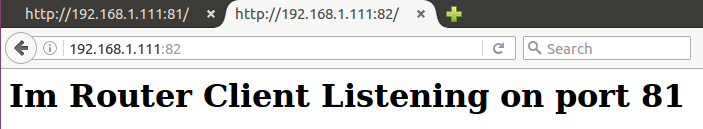 http://192.168.1.111:81/ http://192.168.1.111:82/
192.168.1.111:82 Search
Im Router Client Listening on port 81